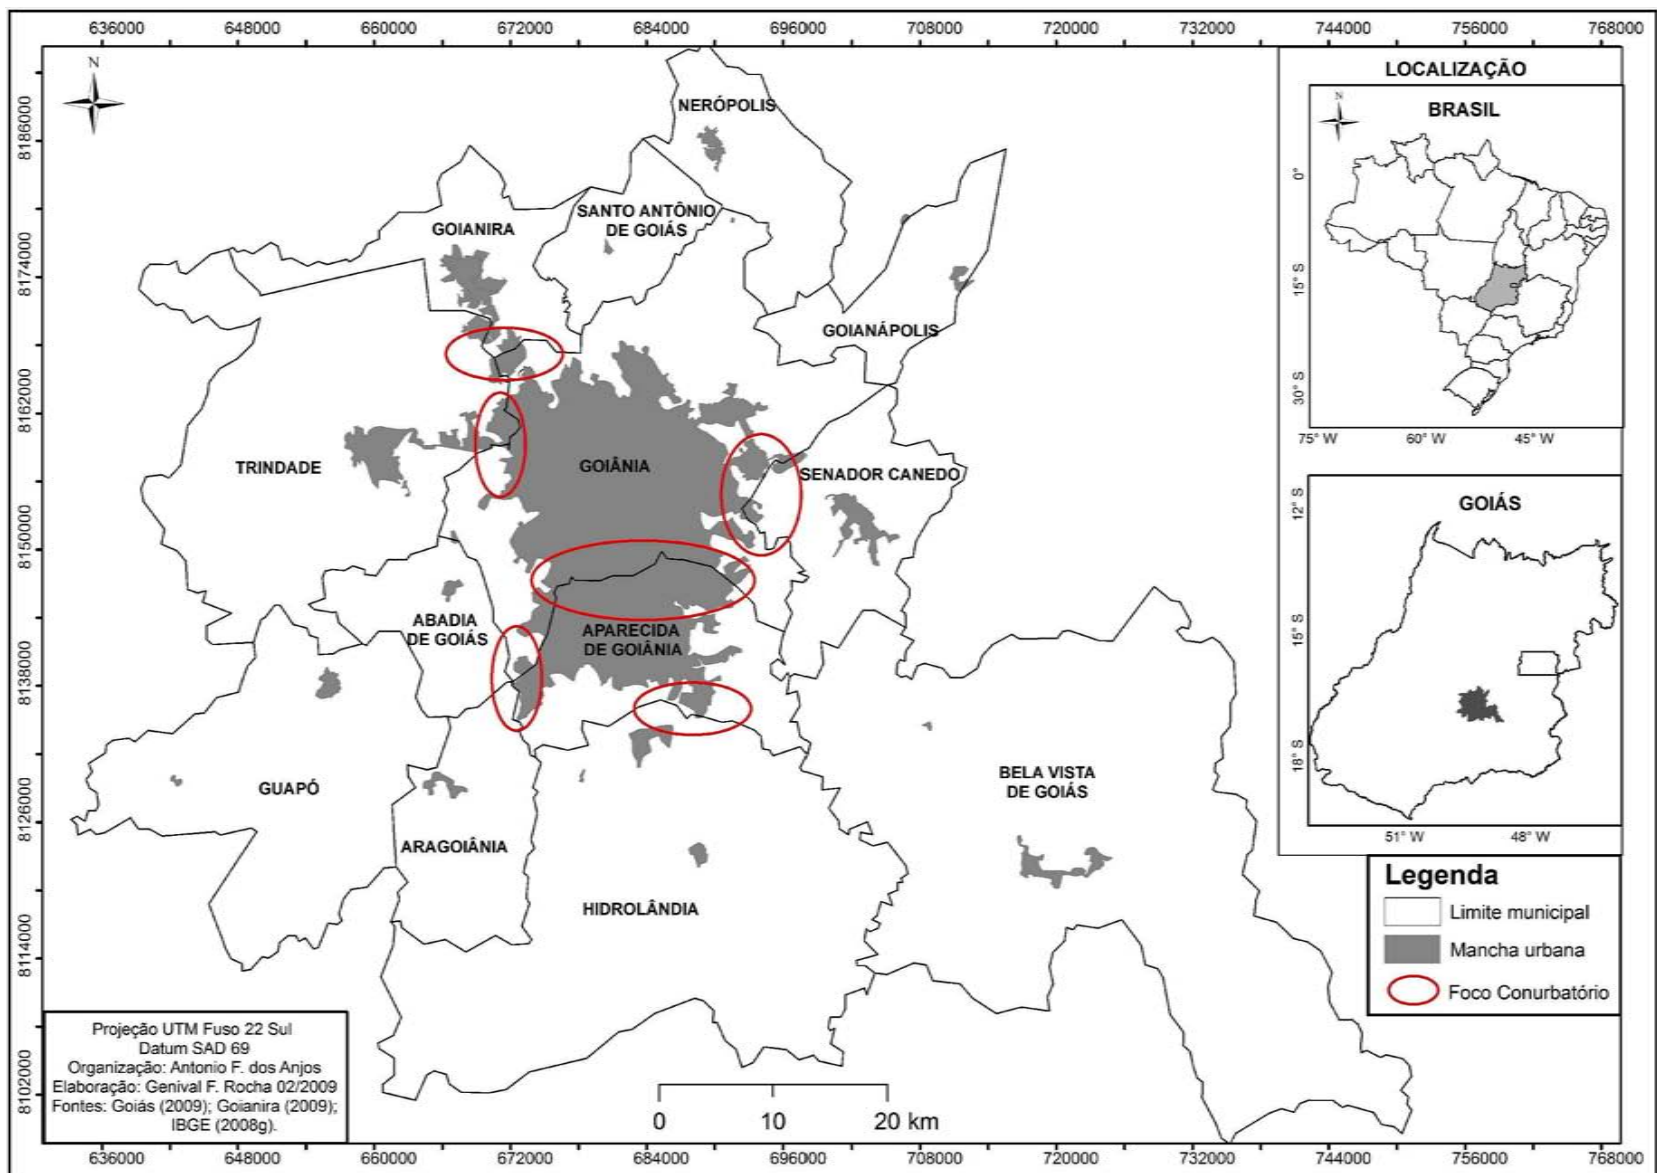 636000 648000 660000 672000 684000 696000 708000 720000 732000 744000 756000 768000
8186000
8174000
8162000
8150000
8138000
8126000
8114000
8102000
N
NERÓPOLIS
SANTO ANTÔNIO
DE GOIÁS
GOIANIRA
GOIANÁPOLIS
TRINDADE
GOIÂNIA
SENADOR CANEDO
ABADIA
DE GOIÁS
APARECIDA
DE GOIÂNIA
GUAPÓ
ARAGOIÂNIA
HIDROLÂNDIA
BELA VISTA
DE GOIÁS
LOCALIZAÇÃO
N
BRASIL
0°
15° S
30° S
75° W 60° W 45° W
GOIÁS
12° S
15° S
18° S
51° W 48° W
Legenda
Limite municipal
Mancha urbana
Foco Conurbatório
Projeção UTM Fuso 22 Sul
Datum SAD 69
Organização: Antonio F. dos Anjos
Elaboração: Genival F. Rocha 02/2009
Fontes: Goiás (2009); Goianira (2009);
IBGE (2008g).
0 10 20 km
636000 648000 660000 672000 684000 696000 708000 720000 732000 744000 756000 768000